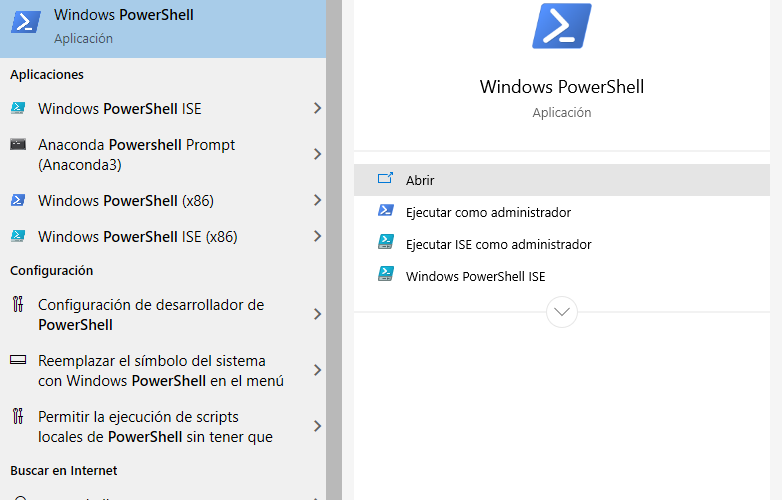 Windows PowerShell
Aplicación
Aplicaciones
Windows PowerShell ISE
Anaconda Powershell Prompt
(Anaconda3)
Windows PowerShell (x86)
Windows PowerShell ISE (x86)
Configuración
Configuración de desarrollador de
PowerShell
Reemplazar el símbolo del sistema
con Windows PowerShell en el menú
Permitir la ejecución de scripts
locales de PowerShell sin tener que
Buscar en Internet
Windows PowerShell
Aplicación
Abrir
Ejecutar como administrador
Ejecutar ISE como administrador
Windows PowerShell ISE